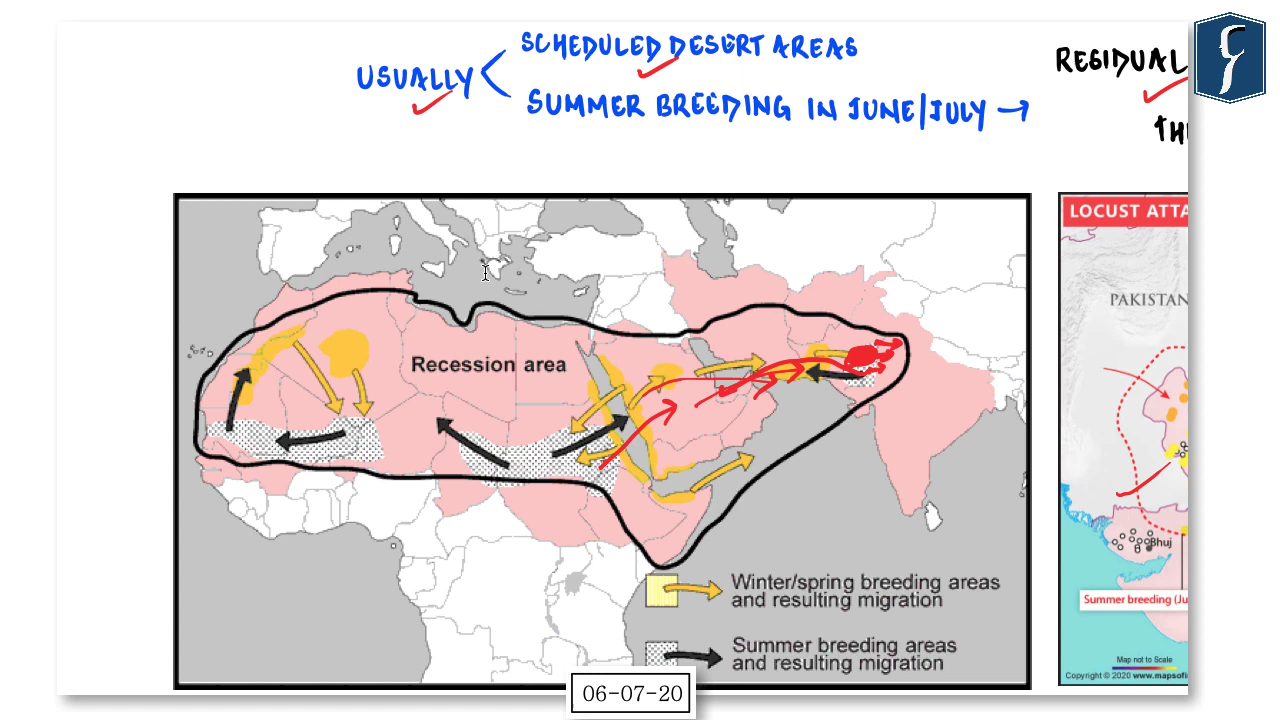 SCHEDULED DESERT AREAS
USUALLY
SUMMER BREEDING IN JUNE/JULY →
RESIDUAL
Recession area
Winter/spring breeding areas
and resulting migration
Summer breeding areas
and resulting migration
LOCUST ATTA
PAKISTAN
Bhuj
Summer breeding (Ju
Map not to Scale
Copyright © 2020 www.mapsofi
06-07-20